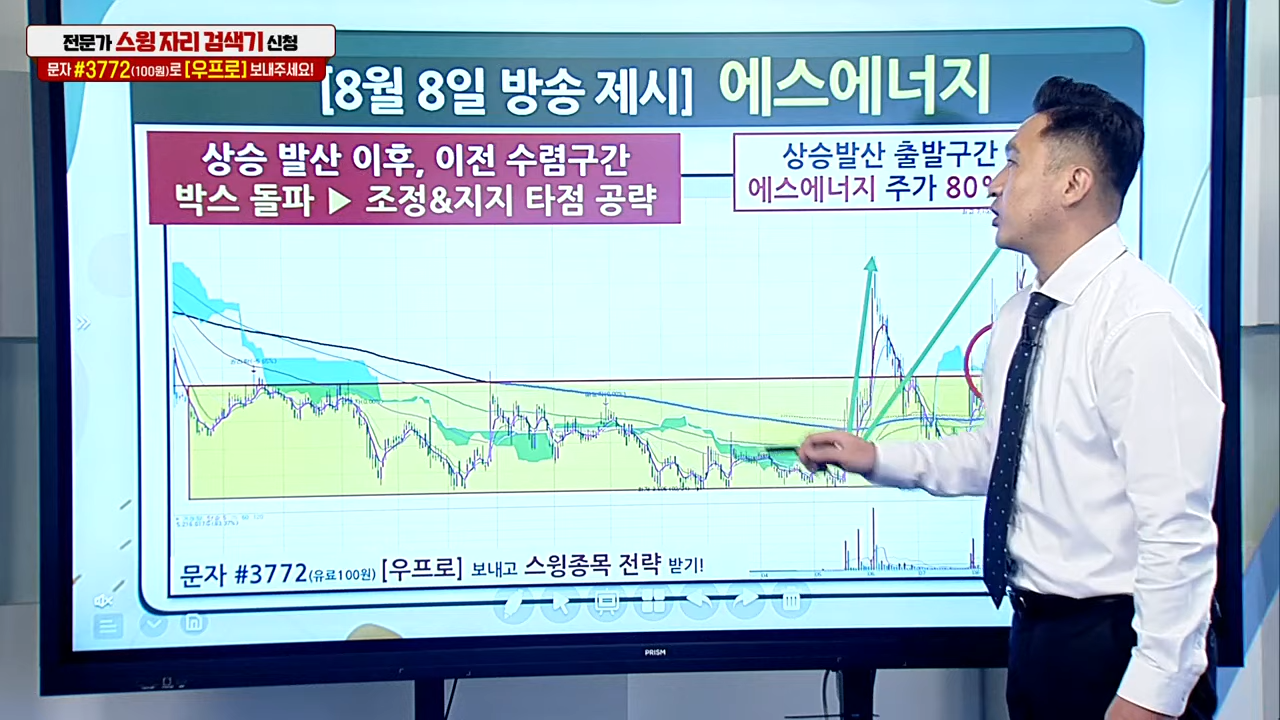 전문가 스윙 자리 검색기 신청
문자 #3772(100원)로 [우프로] 보내주세요!
[8월 8일 방송 제시] 에스에너지
상승 발산 이후, 이전 수렴구간
박스 돌파 ▶ 조정&지지 타점 공략
상승발산 출발구간
에스에너지 주가 80%
문자 #3772(유료100원) [우프로] 보내고 스윙종목 전략 받기!
PRISM